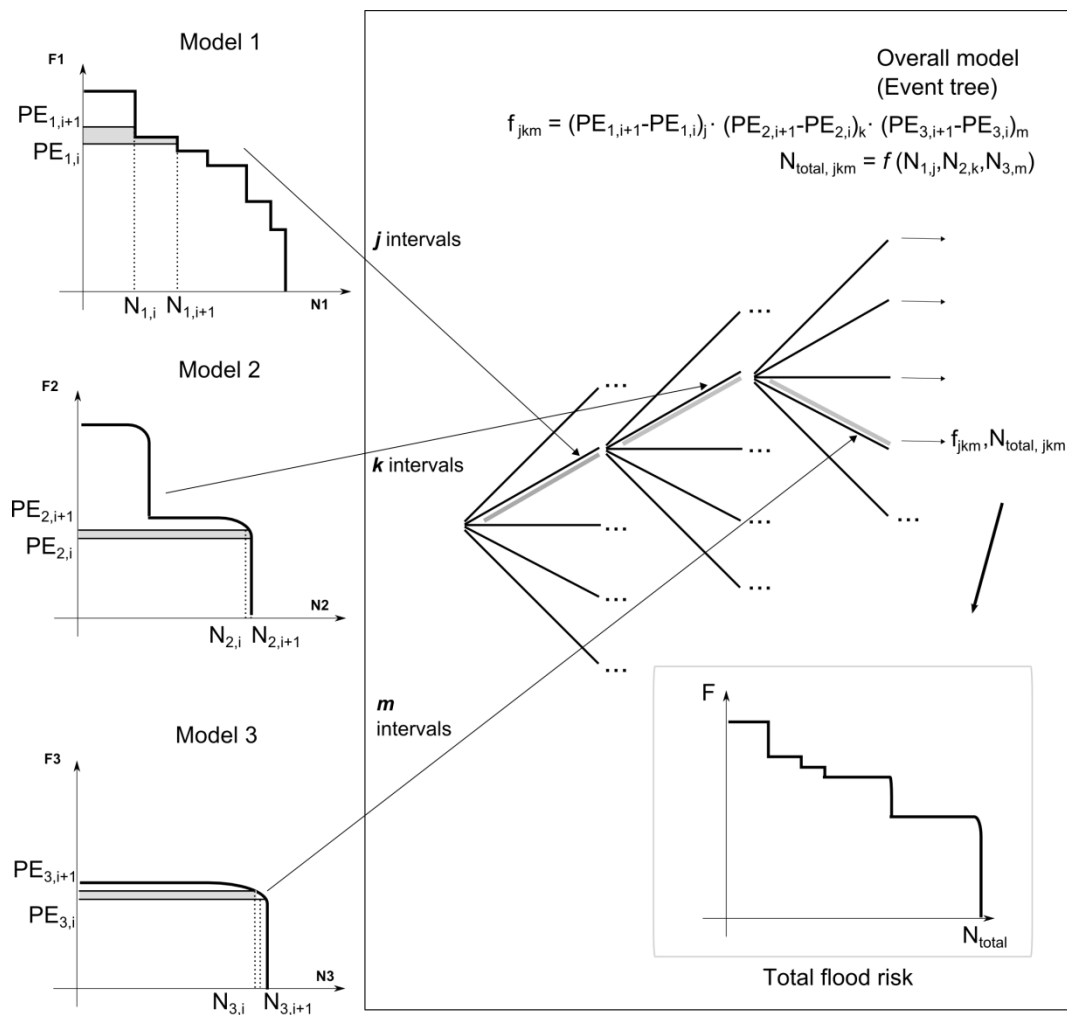 Model 1
F1
PE1,i+1
PE1,i
N1,i
N1,i+1
N1
Model 2
F2
PE2,i+1
PE2,i
N2,i
N2,i+1
N2
Model 3
F3
PE3,i+1
PE3,i
N3,i
N3,i+1
N3
Overall model
(Event tree)
fjkm = (PE1,i+1-PE1,i)j · (PE2,i+1-PE2,i)k · (PE3,i+1-PE3,i)m
Ntotal, jkm = f (N1,j,N2,k,N3,m)
j intervals
k intervals
m
intervals
...
...
...
...
...
...
...
...
...
fjkm, Ntotal, jkm
F
Ntotal
Total flood risk